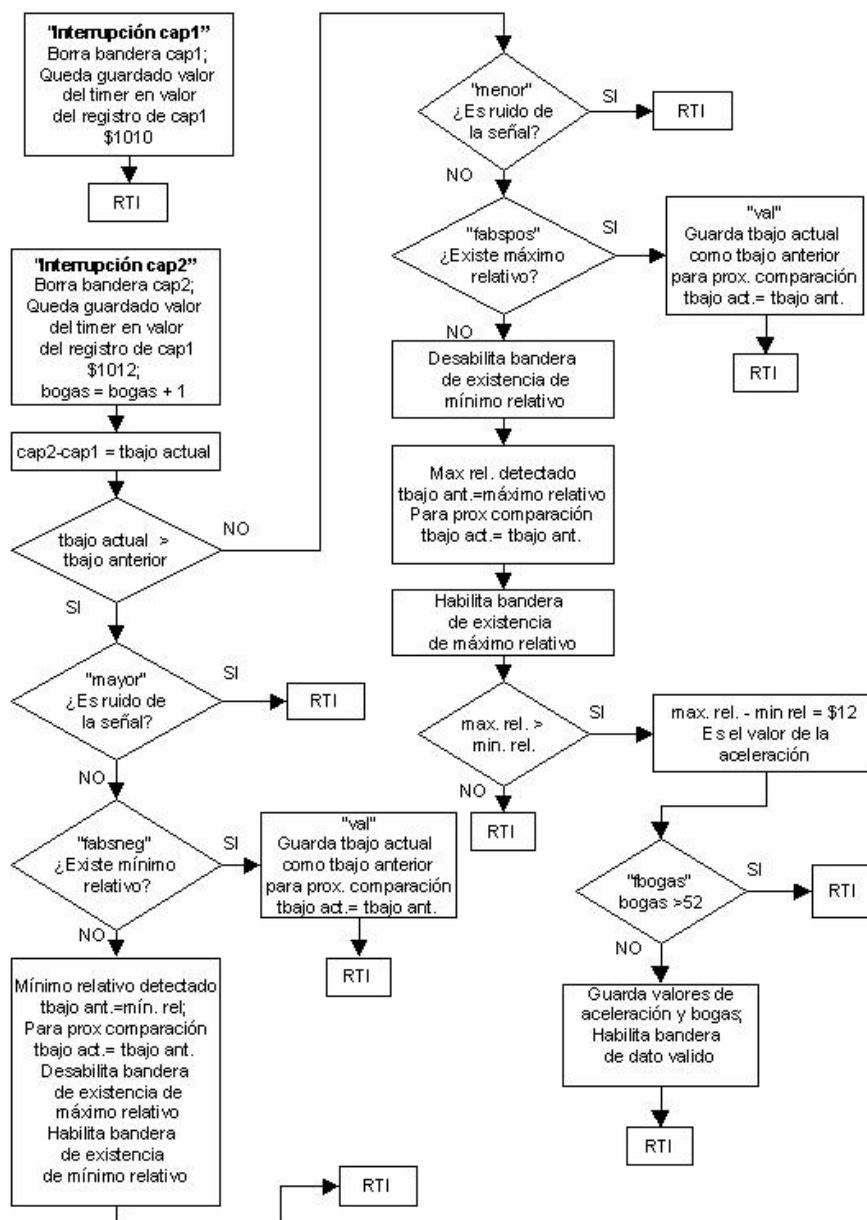 "Interrupción cap1"
Borra bandera cap1;
Queda guardado valor
del timer en valor
del registro de cap1
$1010
RTI
"Interrupción cap2"
Borra bandera cap2;
Queda guardado valor
del timer en valor
del registro de cap1
$1012;
bogas = bogas + 1
cap2-cap1 = tbajo actual
tbajo actual >
tbajo anterior
NO
SI
"mayor"
¿Es ruido de
la señal?
SI
RTI
NO
"fabsneg"
¿Existe mínimo
relativo?
SI
"val"
Guarda tbajo actual
como tbajo anterior
para prox. comparación
tbajo act.= tbajo ant.
RTI
NO
Mínimo relativo detectado
tbajo ant.=mín. rel;
Para prox comparación
tbajo act.= tbajo ant.
Desabilita bandera
de existencia de
máximo relativo
Habilita bandera
de existencia
de mínimo relativo
RTI
"menor"
¿Es ruido de
la señal?
SI
RTI
NO
"fabspos"
¿Existe máximo
relativo?
SI
"val"
Guarda tbajo actual
como tbajo anterior
para prox. comparación
tbajo act.= tbajo ant.
RTI
NO
Desabilita bandera
de existencia de
mínimo relativo
Max rel. detectado
tbajo ant.=máximo relativo
Para prox comparación
tbajo act.= tbajo ant.
Habilita bandera
de existencia
de máximo relativo
max. rel. >
min. rel.
SI
NO
RTI
max. rel. - min rel = $12
Es el valor de la
aceleración
"fbogas"
bogas >52
SI
RTI
NO
Guarda valores de
aceleración y bogas;
Habilita bandera
de dato valido
RTI